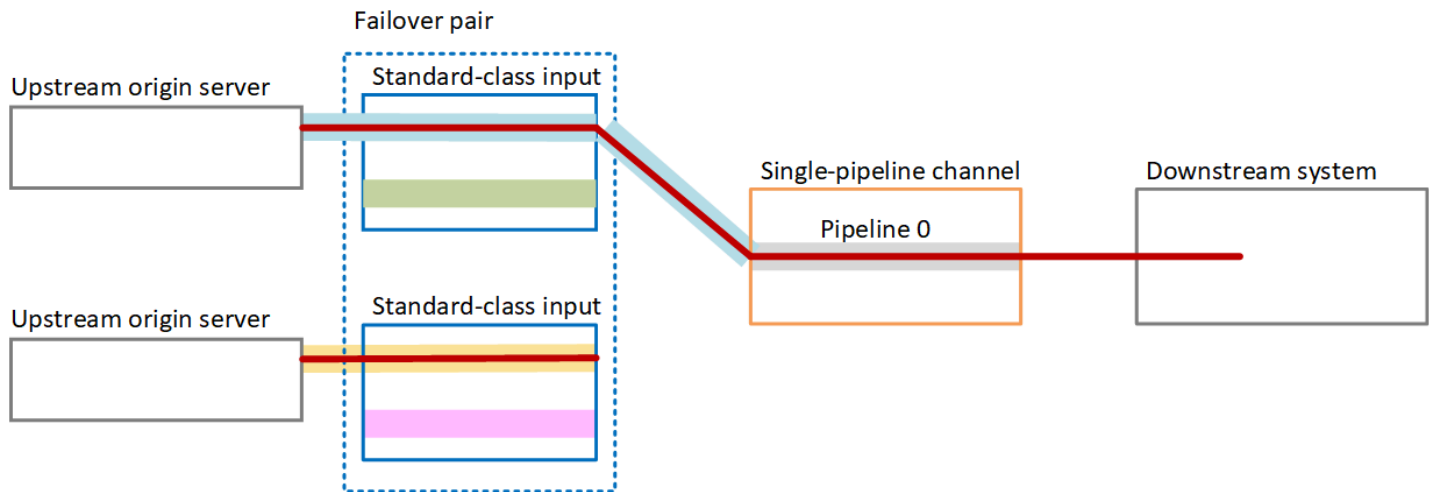 Failover pair
Upstream origin server
Standard-class input
Single-pipeline channel
Downstream system
Pipeline 0
Upstream origin server
Standard-class input